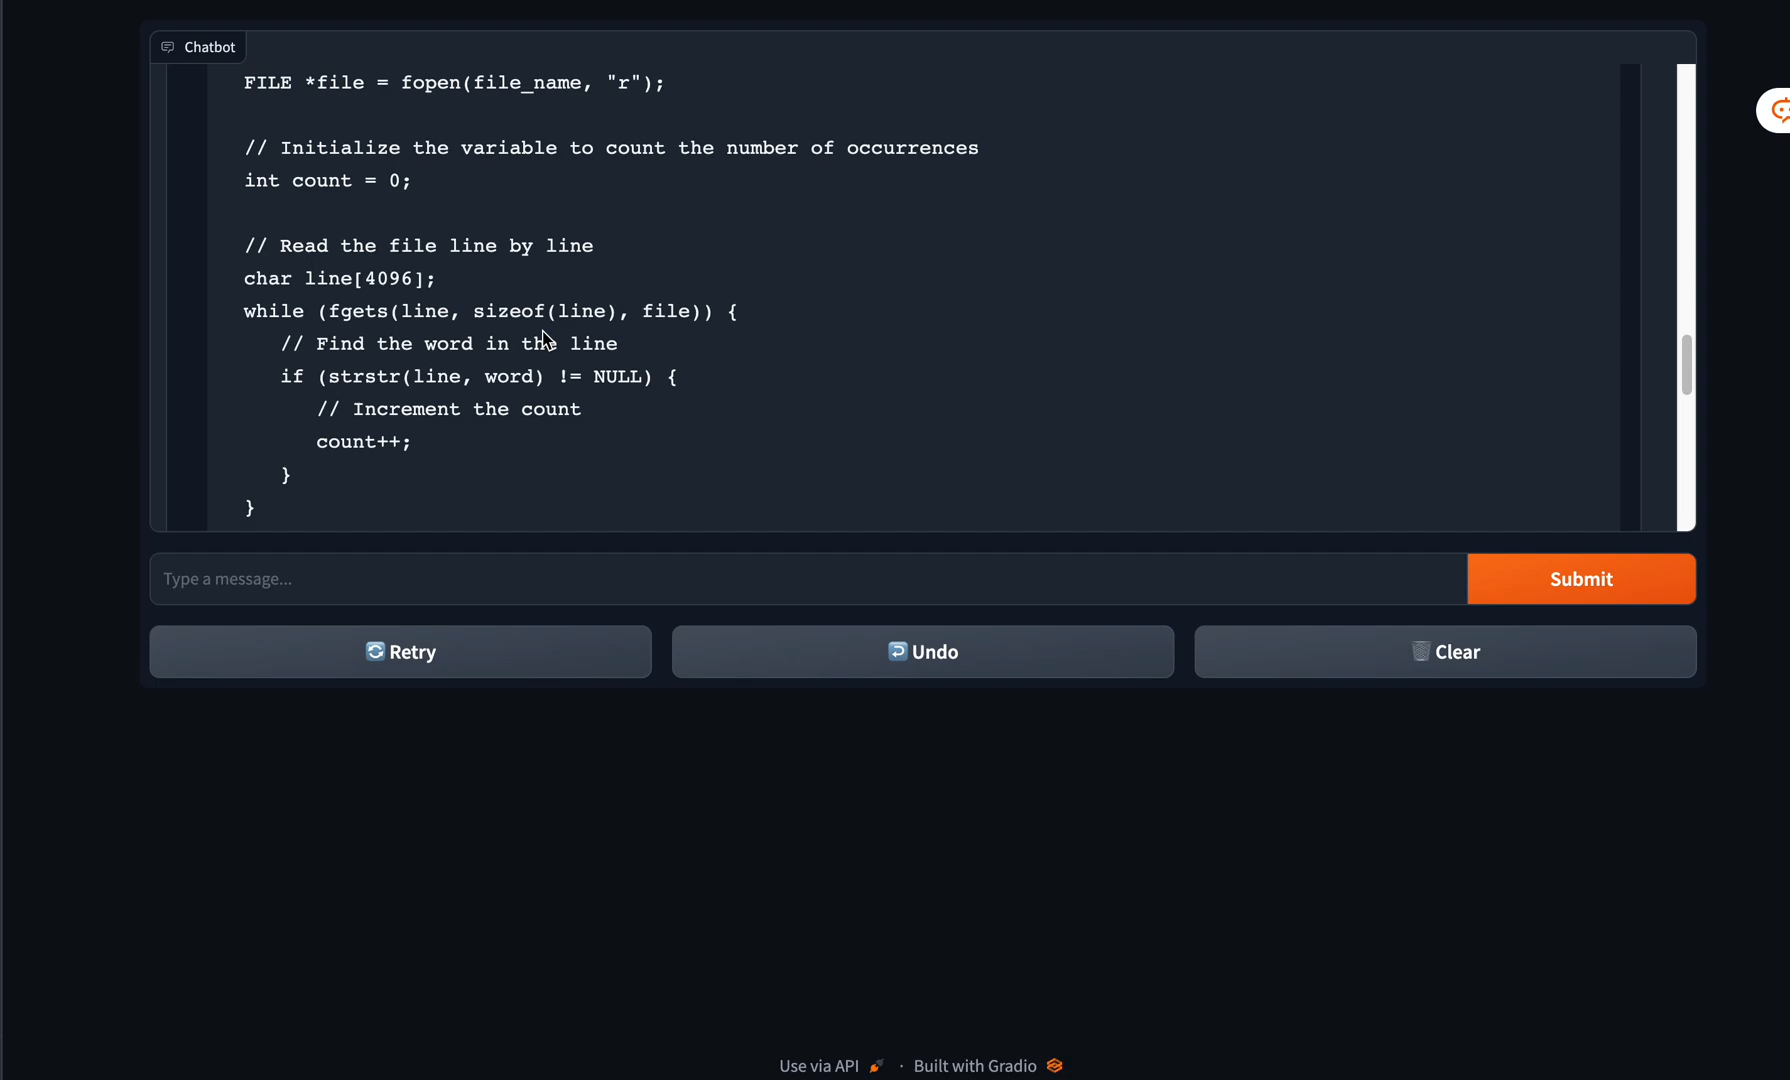 Chatbot
FILE *file = fopen(file_name, "r");
// Initialize the variable to count the number of occurrences
int count = 0;
// Read the file line by line
char line[4096];
while (fgets(line, sizeof(line), file)) {
// Find the word in the line
if (strstr(line, word) != NULL) {
// Increment the count
count++;
}
}
Type a message...
Submit
Retry
Undo
Clear
Use via API · Built with Gradio